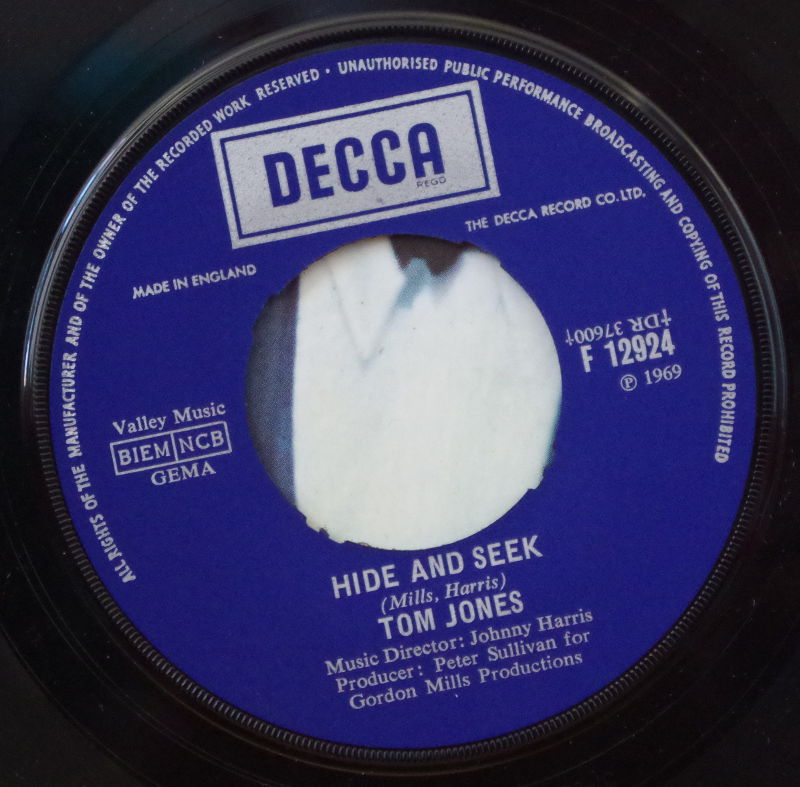 ALL RIGHTS OF THE MANUFACTURER AND OF THE OWNER OF THE RECORDED WORK RESERVED • UNAUTHORISED PUBLIC PERFORMANCE BROADCASTING AND COPYING OF THIS RECORD PROHIBITED
DECCA
REGD
THE DECCA RECORD CO. LTD.
MADE IN ENGLAND
†DR 37600†
F 12924
℗ 1969
Valley Music
BIEM NCB
GEMA
HIDE AND SEEK
(Mills, Harris)
TOM JONES
Music Director: Johnny Harris
Producer: Peter Sullivan for
Gordon Mills Productions